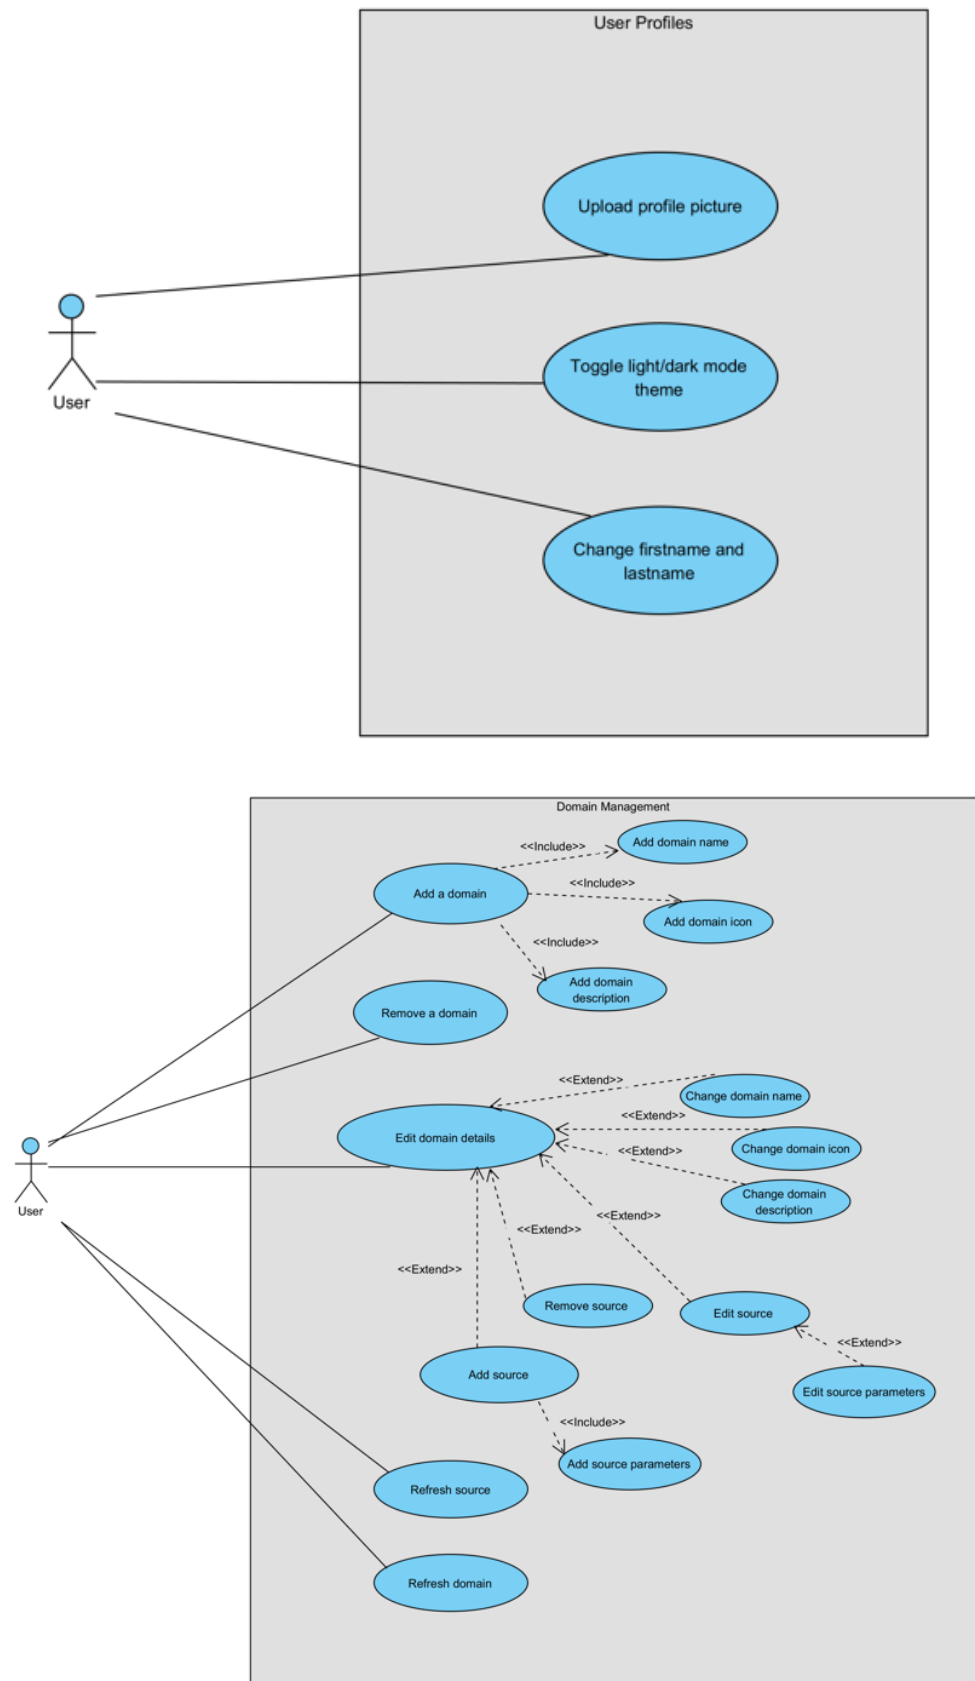 User Profiles
Upload profile picture
Toggle light/dark mode
theme
User
Change firstname and
lastname
Domain Management
<<Include>>
Add domain name
Add a domain
<<Include>>
Add domain icon
<<Include>>
Add domain
description
Remove a domain
<<Extend>>
Change domain name
<<Extend>>
Edit domain details
Change domain icon
<<Extend>>
Change domain
description
User
<<Extend>>
<<Extend>>
<<Extend>>
Remove source
Edit source
<<Extend>>
Add source
Edit source parameters
<<Include>>
Add source parameters
Refresh source
Refresh domain